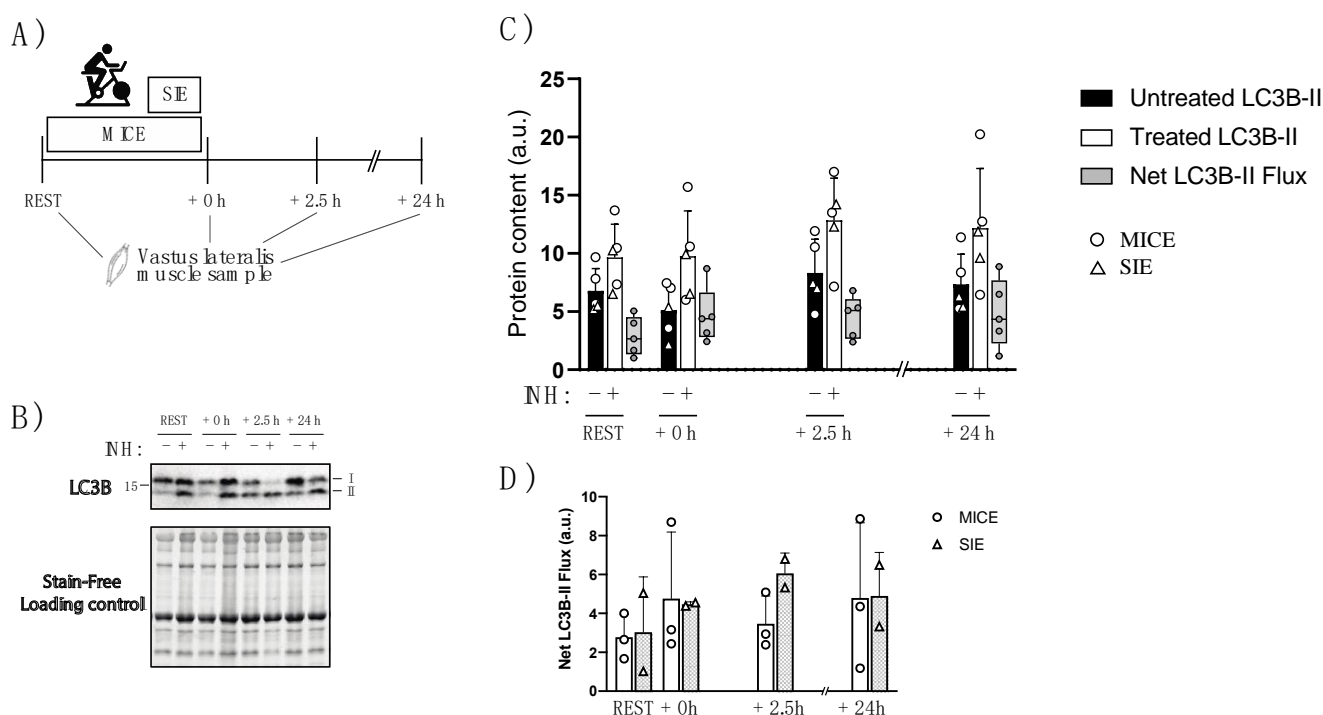 A)
SIE
MICE
REST
+ 0 h
+ 2.5 h
+ 24 h
Vastus lateralis
muscle sample
B)
REST
+ 0 h
+ 2.5 h
+ 24 h
INH:
− + − + − + − +
LC3B
15
I
II
Stain-Free
Loading control
C)
Protein content (a.u.)
25
20
15
10
5
0
INH:
− +
− +
− +
− +
REST
+ 0 h
+ 2.5 h
+ 24 h
Untreated LC3B-II
Treated LC3B-II
Net LC3B-II Flux
MICE
SIE
D)
Net LC3B-II Flux (a.u.)
10
8
6
4
2
0
REST
+ 0h
+ 2.5h
+ 24h
MICE
SIE